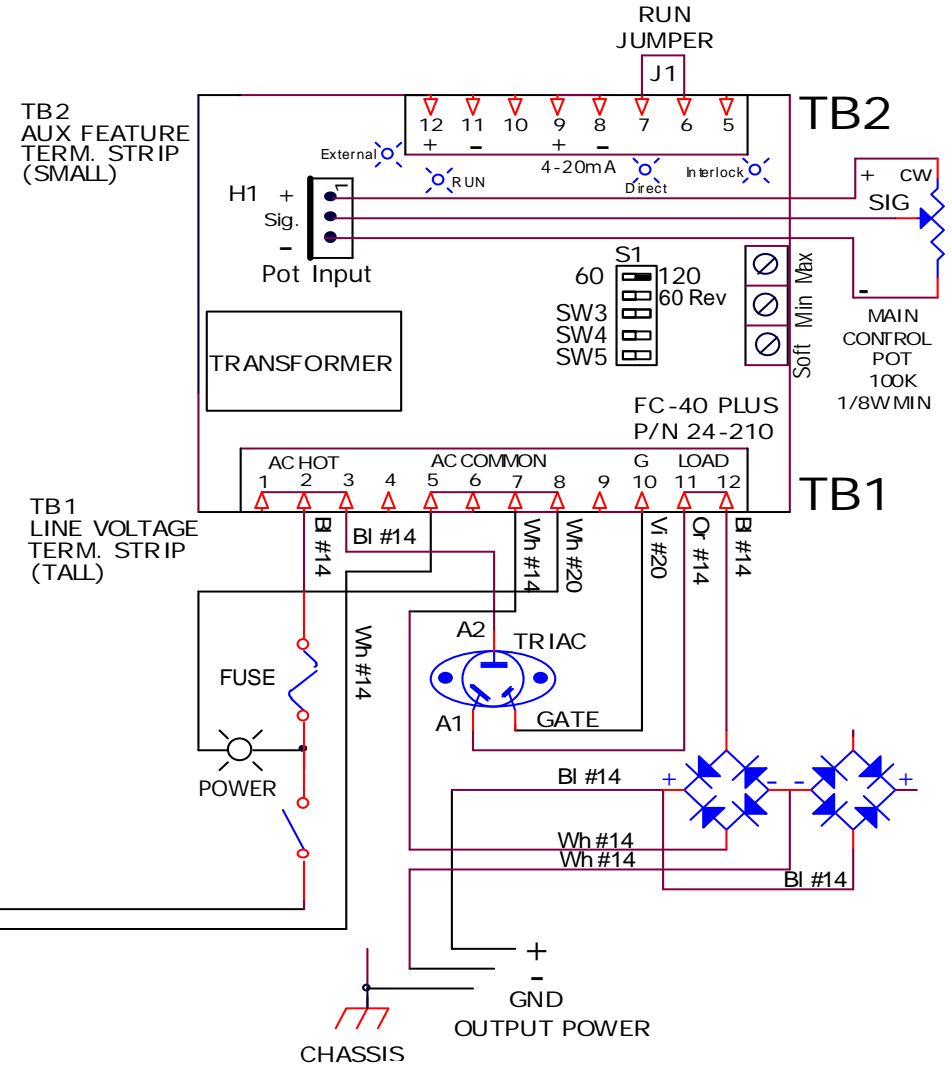 RUN
JUMPER
J1
TB2
AUX FEATURE
TERM. STRIP
(SMALL)
12 11 10 9 8 7 6 5
+ - + -
TB2
External
RUN
4-20mA
Direct
Interlock
H1
+
Sig.
-
1
Pot Input
+ CW
SIG
-
S1
60 120
60 Rev
SW3
SW4
SW5
Max
Min
Soft
MAIN
CONTROL
POT
100K
1/8W MIN
TRANSFORMER
FC-40 PLUS
P/N 24-210
AC HOT AC COMMON G LOAD
1 2 3 4 5 6 7 8 9 10 11 12
TB1
TB1
LINE VOLTAGE
TERM. STRIP
(TALL)
Bl #14
Bl #14
Wh #14
Wh #14
Wh #20
Vi #20
Or #14
Bl #14
A2
TRIAC
FUSE
A1
GATE
POWER
Bl #14
+ - - +
Wh #14
Wh #14
Bl #14
+
-
GND
OUTPUT POWER
CHASSIS